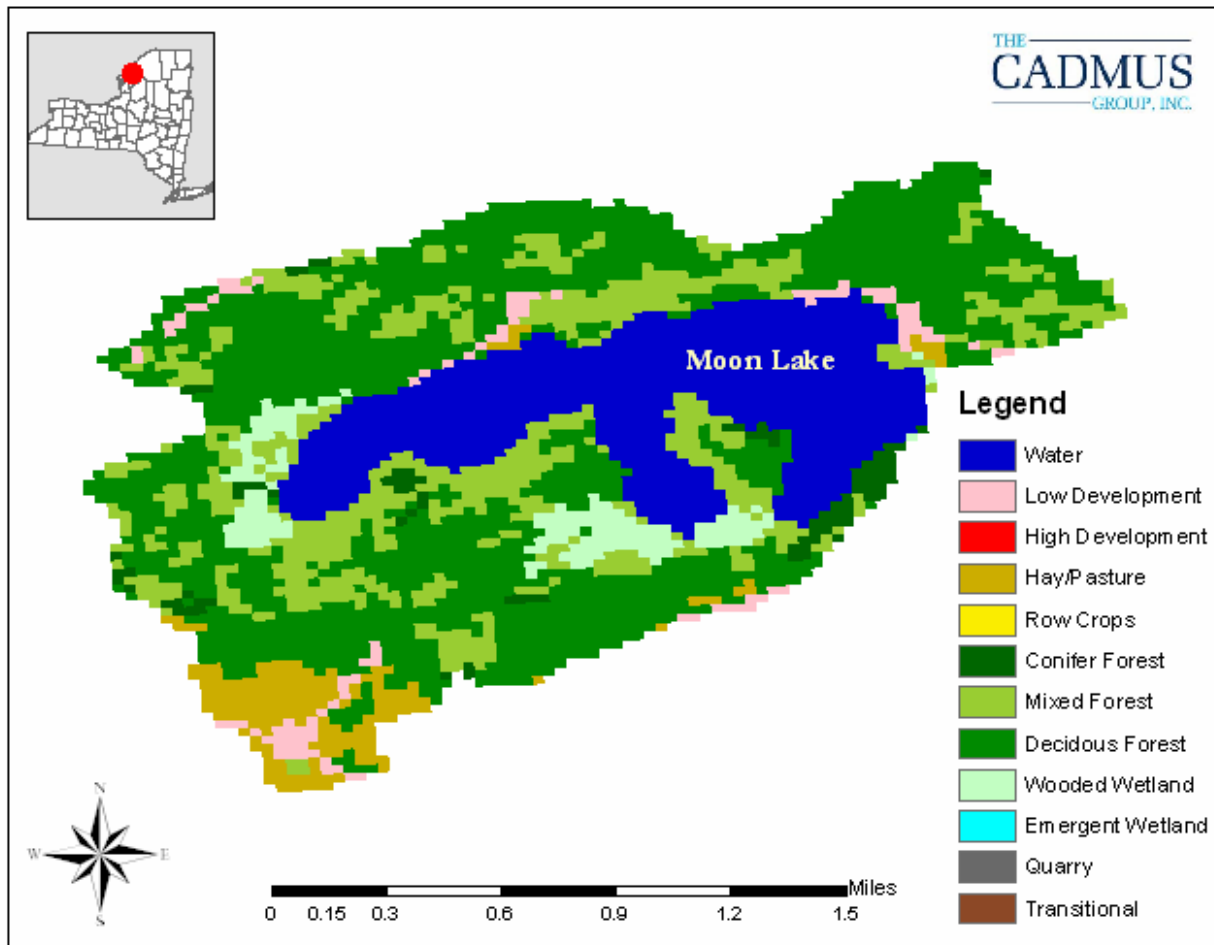 THE
CADMUS
GROUP, INC.
Moon Lake
Legend
Water
Low Development
High Development
Hay/Pasture
Row Crops
Conifer Forest
Mixed Forest
Decidous Forest
Wooded Wetland
Emergent Wetland
Quarry
Transitional
N
W E
S
Miles
0 0.15 0.3 0.6 0.9 1.2 1.5